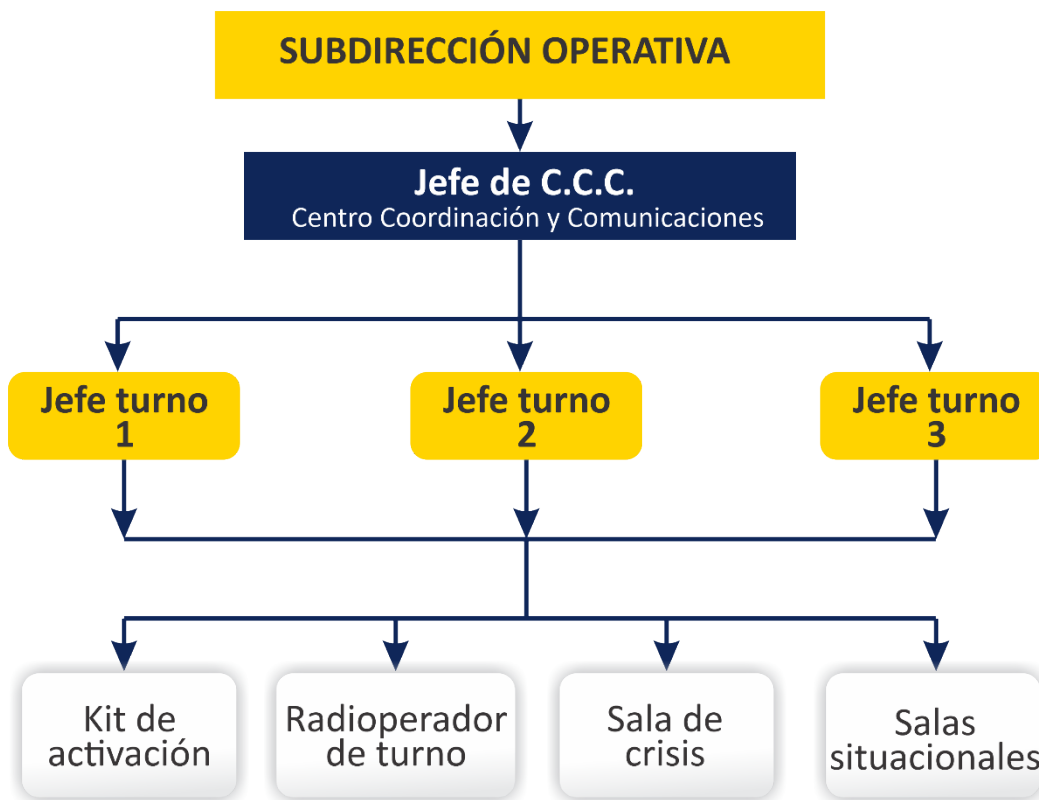 SUBDIRECCIÓN OPERATIVA
Jefe de C.C.C.
Centro Coordinación y Comunicaciones
Jefe turno
1
Jefe turno
2
Jefe turno
3
Kit de
activación
Radioperador
de turno
Sala de
crisis
Salas
situacionales